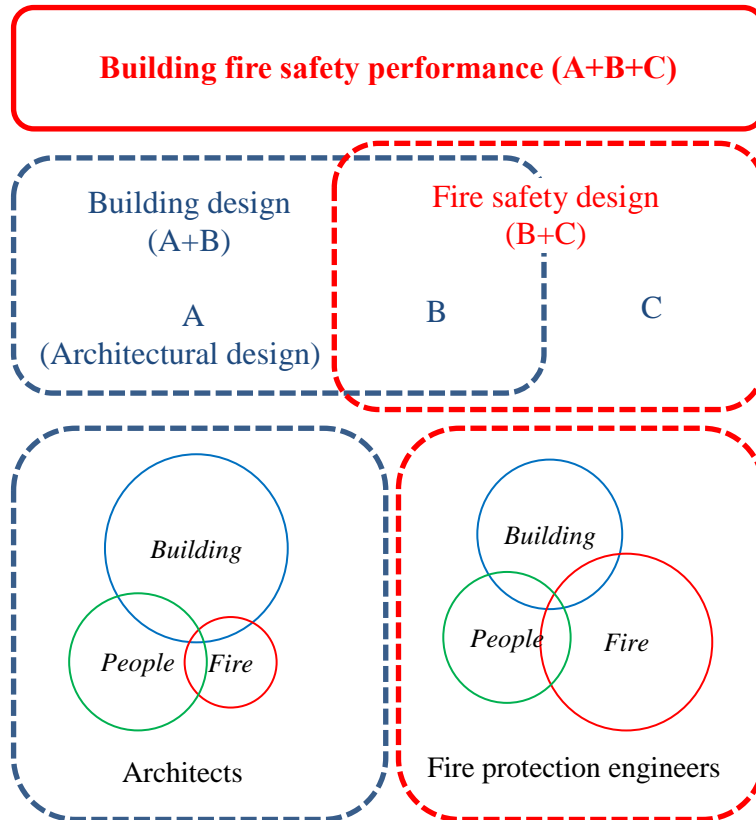 Building fire safety performance (A+B+C)
Building design
(A+B)
Fire safety design
(B+C)
A
(Architectural design)
B
C
Building
People
Fire
Architects
Building
People
Fire
Fire protection engineers